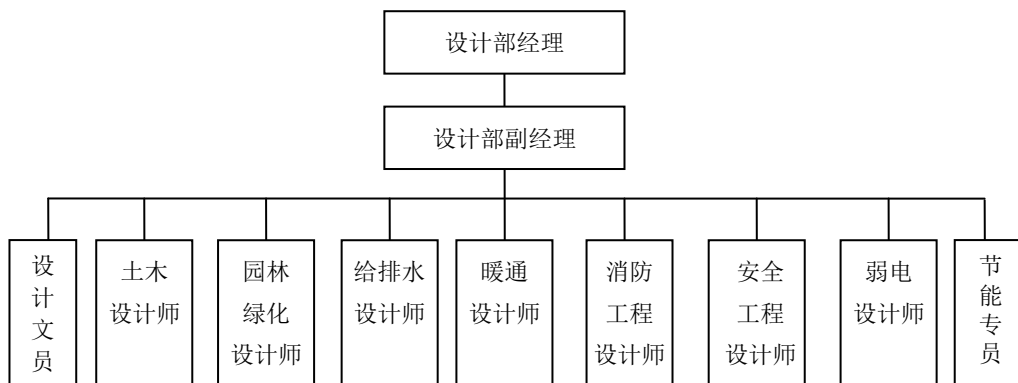 设计部经理
设计部副经理
设计文员
土木
设计师
园林
绿化
设计师
给排水
设计师
暖通
设计师
消防
工程
设计师
安全
工程
设计师
弱电
设计师
节能专员